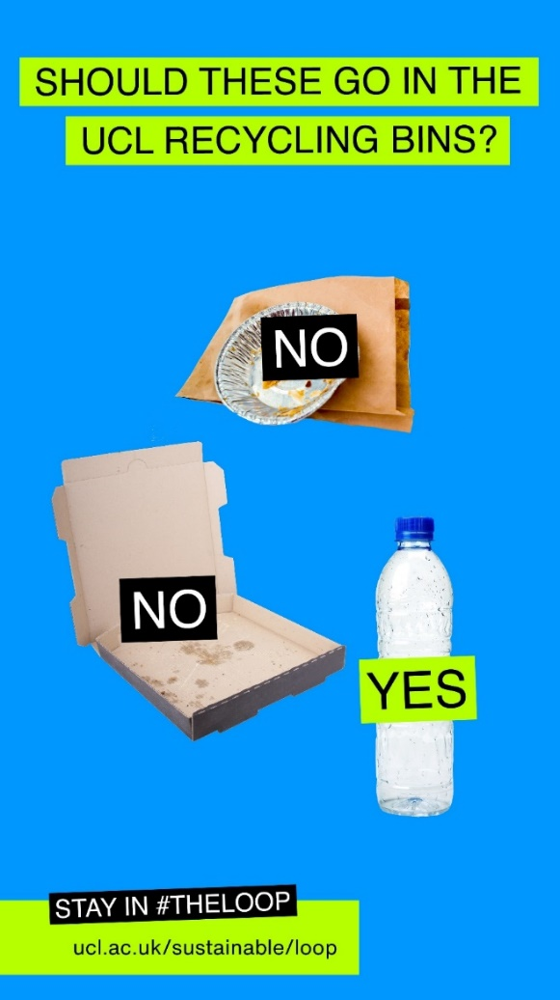 SHOULD THESE GO IN THE
UCL RECYCLING BINS?
NO
NO
YES
STAY IN #THELOOP
ucl.ac.uk/sustainable/loop